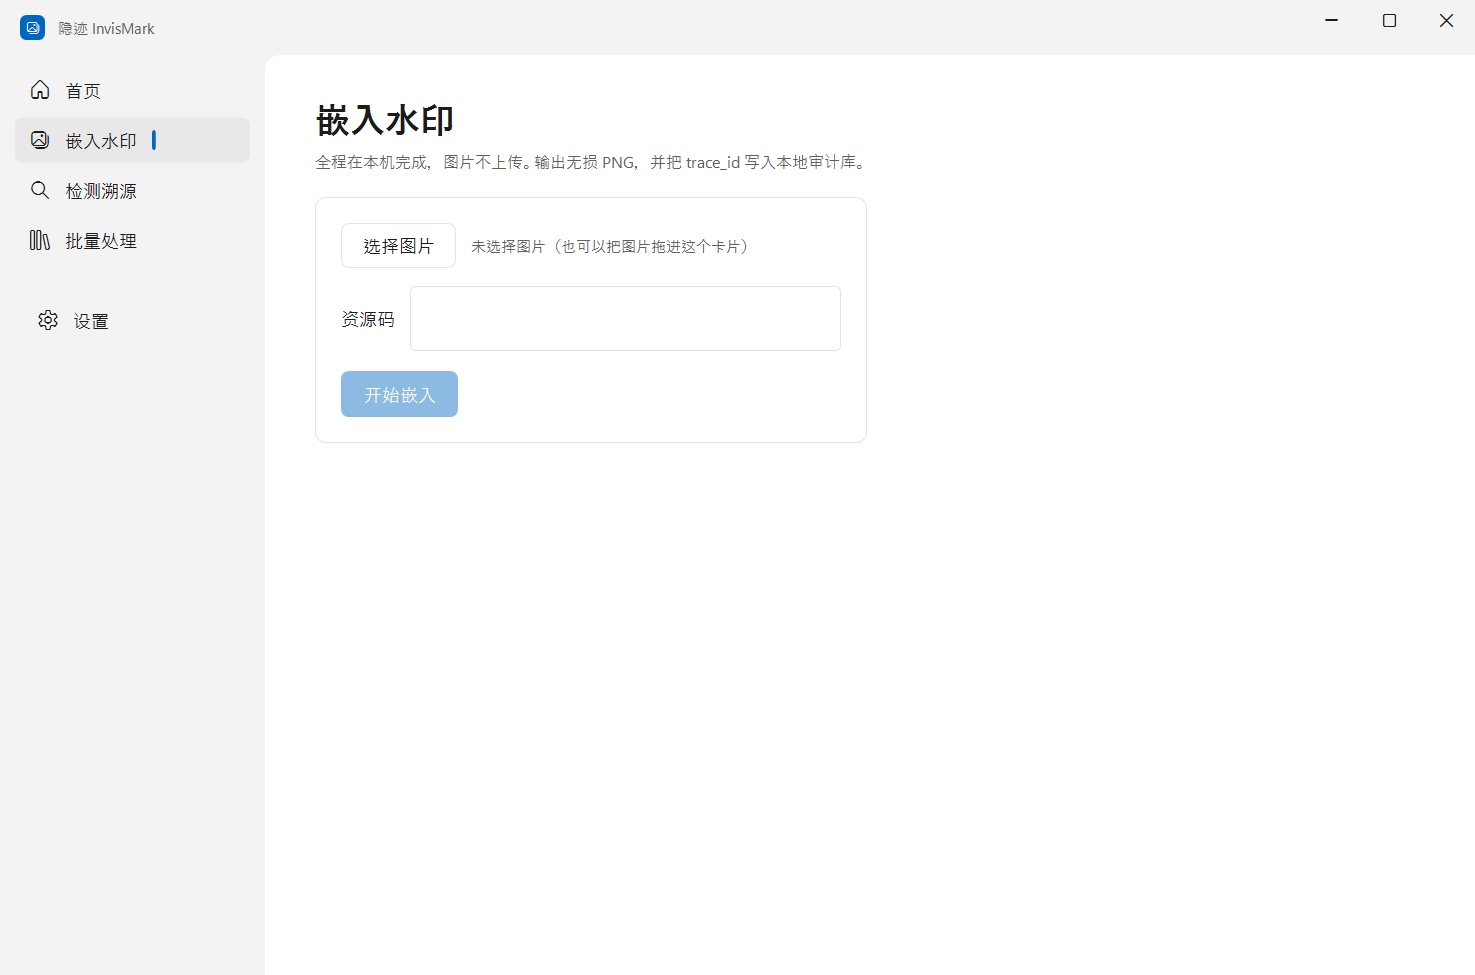 隐迹 InvisMark
首页
嵌入水印
检测溯源
批量处理
设置
嵌入水印
全程在本机完成，图片不上传。输出无损 PNG，并把 trace_id 写入本地审计库。
选择图片
未选择图片（也可以把图片拖进这个卡片）
资源码
开始嵌入